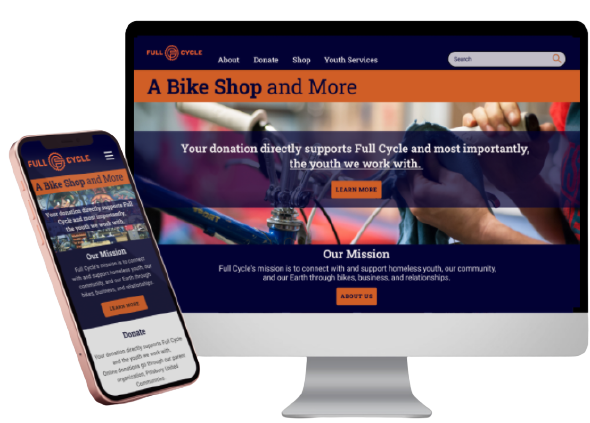 FULL CYCLE
About Donate Shop Youth Services
Search
A Bike Shop and More
Your donation directly supports Full Cycle and most importantly,
the youth we work with.
LEARN MORE
Our Mission
Full Cycle's mission is to connect with and support homeless youth, our community,
and our Earth through bikes, business, and relationships.
ABOUT US
FULL CYCLE
A Bike Shop and More
Your donation directly supports Full
Cycle and most importantly,
the youth we work with.
Our Mission
Full Cycle's mission is to connect
with and support homeless youth, our
community, and our Earth through
bikes, business, and relationships.
LEARN MORE
Donate
Your donation directly supports Full Cycle
and the youth we work with.
Online donations go through our parent
organization, Pillsbury United
Communities.